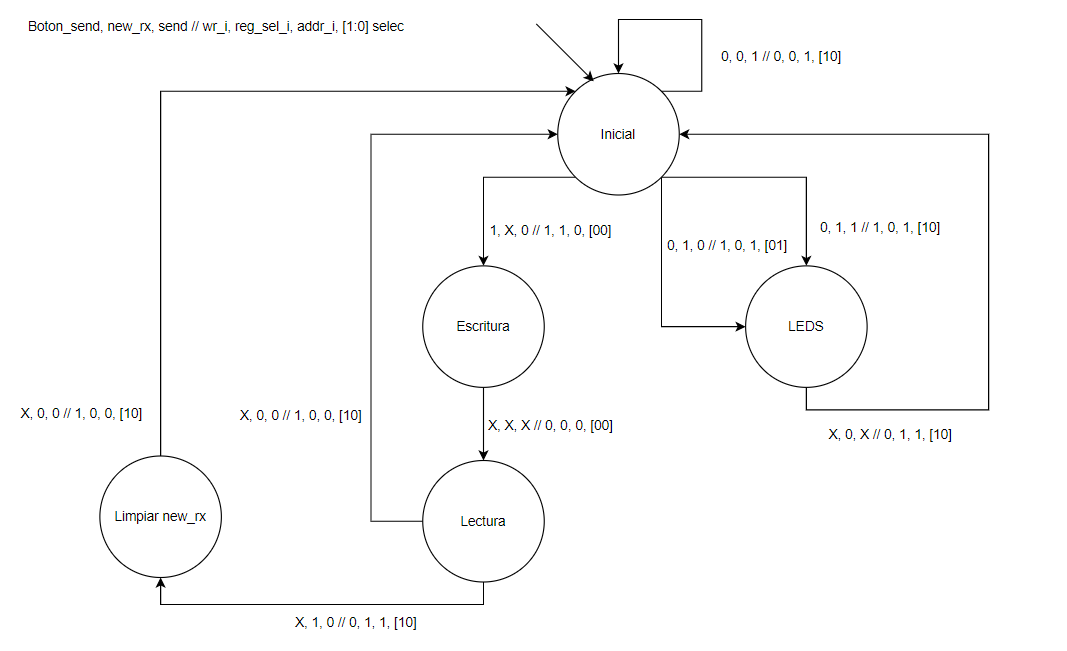 Boton_send, new_rx, send // wr_i, reg_sel_i, addr_i, [1:0] selec
0, 0, 1 // 0, 0, 1, [10]
Inicial
1, X, 0 // 1, 1, 0, [00]
0, 1, 0 // 1, 0, 1, [01]
0, 1, 1 // 1, 0, 1, [10]
Escritura
LEDS
X, 0, 0 // 1, 0, 0, [10]
X, 0, 0 // 1, 0, 0, [10]
X, X, X // 0, 0, 0, [00]
X, 0, X // 0, 1, 1, [10]
Limpiar new_rx
Lectura
X, 1, 0 // 0, 1, 1, [10]